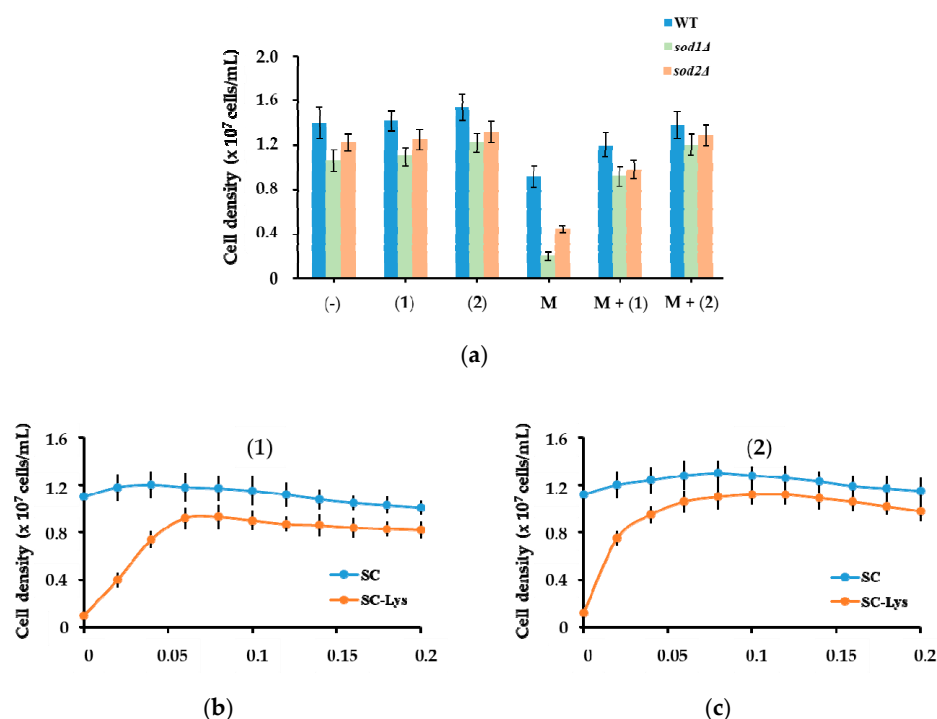 WT
sod1Δ
sod2Δ
Cell density (x 10⁷ cells/mL)
2.0
1.6
1.2
0.8
0.4
0
(-) (1) (2) M M + (1) M + (2)
(a)
Cell density (x 10⁷ cells/mL)
(1)
1.6
1.2
0.8
0.4
0
SC
SC-Lys
0 0.05 0.1 0.15 0.2
(b)
Cell density (x 10⁷ cells/mL)
(2)
1.6
1.2
0.8
0.4
0
SC
SC-Lys
0 0.05 0.1 0.15 0.2
(c)